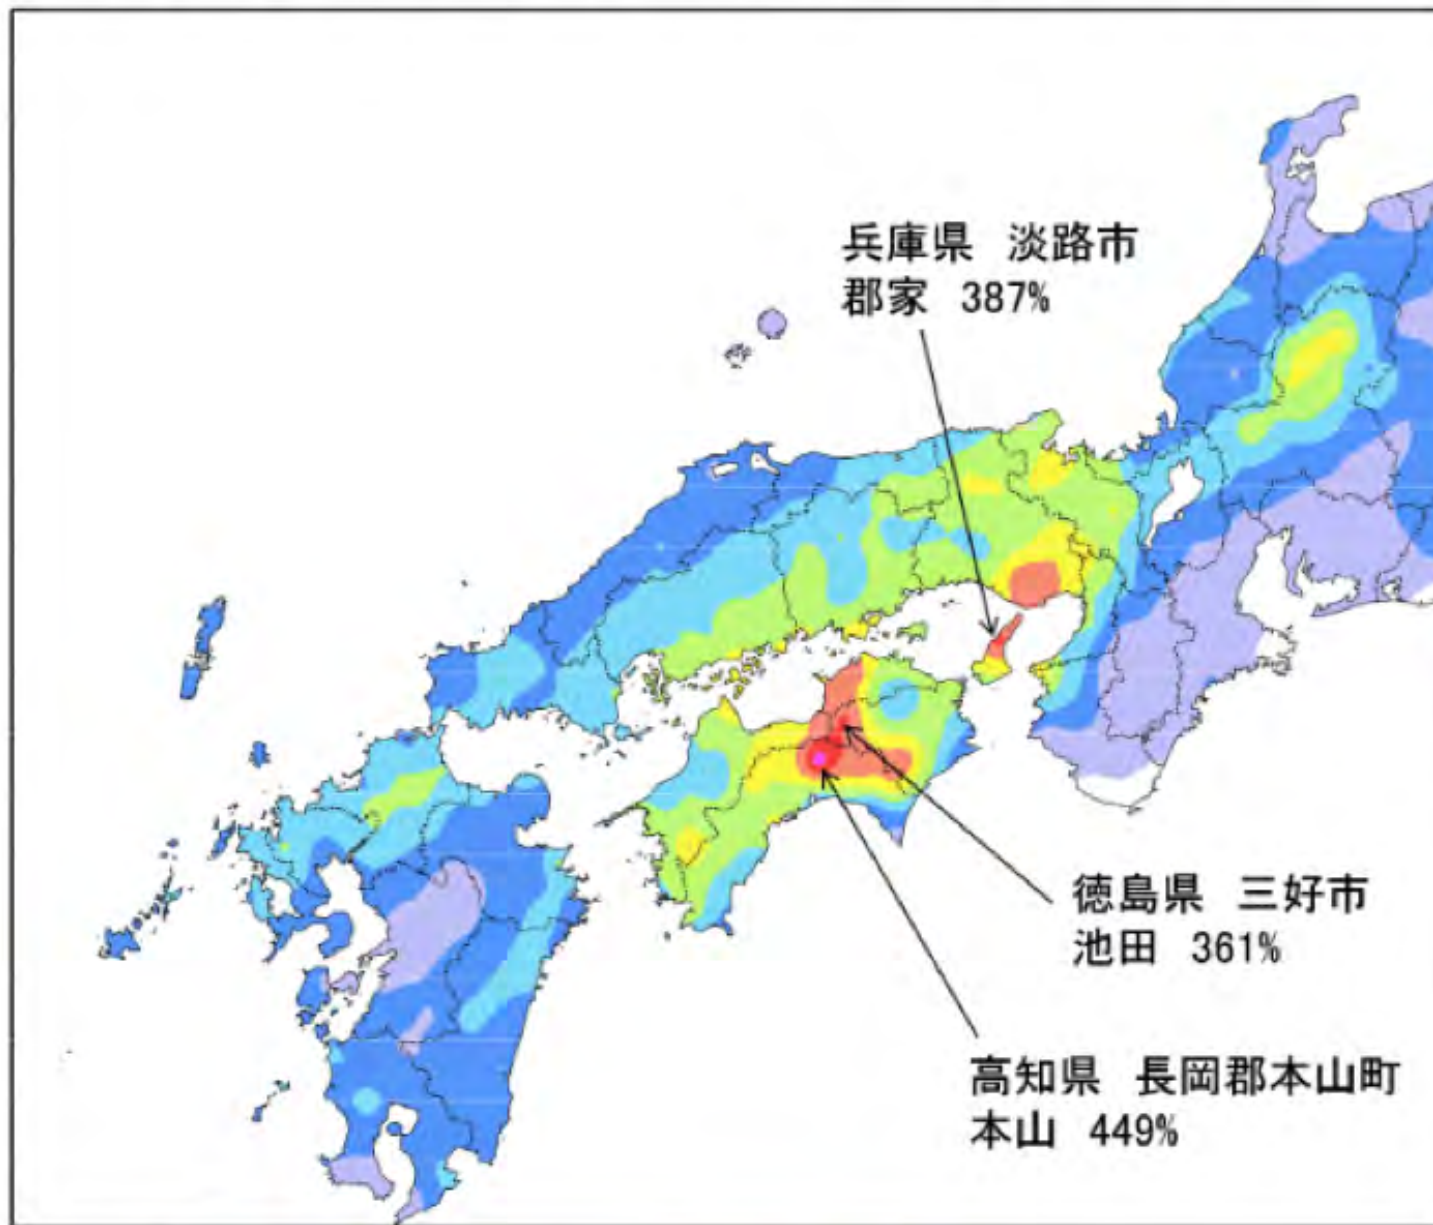 兵庫県　淡路市
郡家　387%
徳島県　三好市
池田　361%
高知県　長岡郡本山町
本山　449%